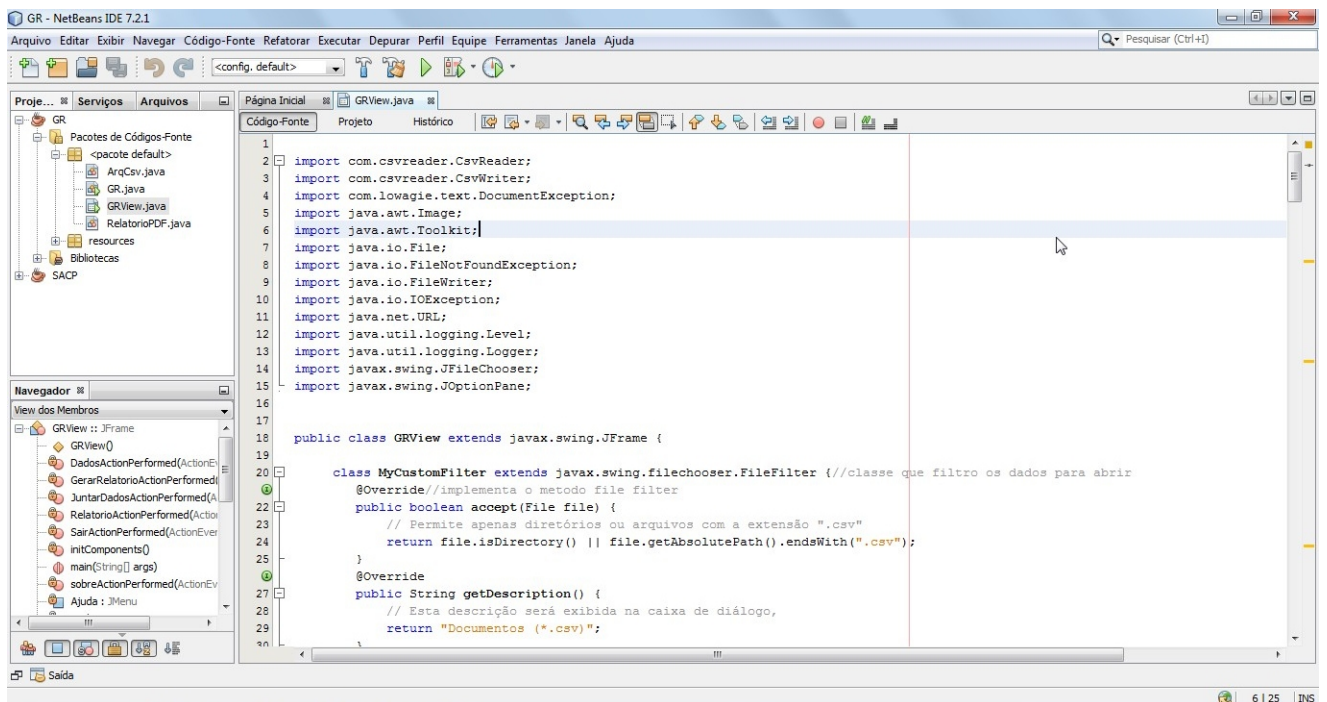 GR - NetBeans IDE 7.2.1
Arquivo Editar Exibir Navegar Código-Fonte Refatorar Executar Depurar Perfil Equipe Ferramentas Janela Ajuda
Pesquisar (Ctrl+I)
<config. default>
Proje... Serviços Arquivos
GR
Pacotes de Códigos-Fonte
<pacote default>
ArqCsv.java
GR.java
GRView.java
RelatorioPDF.java
resources
Bibliotecas
SACP
Navegador
View dos Membros
GRView :: JFrame
GRView()
DadosActionPerformed(ActionEv
GerarRelatorioActionPerformed(
JuntarDadosActionPerformed(A
RelatorioActionPerformed(Action
SairActionPerformed(ActionEver
initComponents()
main(String[] args)
sobreActionPerformed(ActionEv
Ajuda : JMenu
Página Inicial GRView.java
Código-Fonte Projeto Histórico
1
2 import com.csvreader.CsvReader;
3 import com.csvreader.CsvWriter;
4 import com.lowagie.text.DocumentException;
5 import java.awt.Image;
6 import java.awt.Toolkit;
7 import java.io.File;
8 import java.io.FileNotFoundException;
9 import java.io.FileWriter;
10 import java.io.IOException;
11 import java.net.URL;
12 import java.util.logging.Level;
13 import java.util.logging.Logger;
14 import javax.swing.JFileChooser;
15 import javax.swing.JOptionPane;
16
17
18 public class GRView extends javax.swing.JFrame {
19
20 class MyCustomFilter extends javax.swing.filechooser.FileFilter {//classe que filtro os dados para abrir
@Override//implementa o metodo file filter
22 public boolean accept(File file) {
23 // Permite apenas diretórios ou arquivos com a extensão ".csv"
24 return file.isDirectory() || file.getAbsolutePath().endsWith(".csv");
25 }
@Override
27 public String getDescription() {
28 // Esta descrição será exibida na caixa de diálogo,
29 return "Documentos (*.csv)";
30 }
Saída
6 | 25 INS